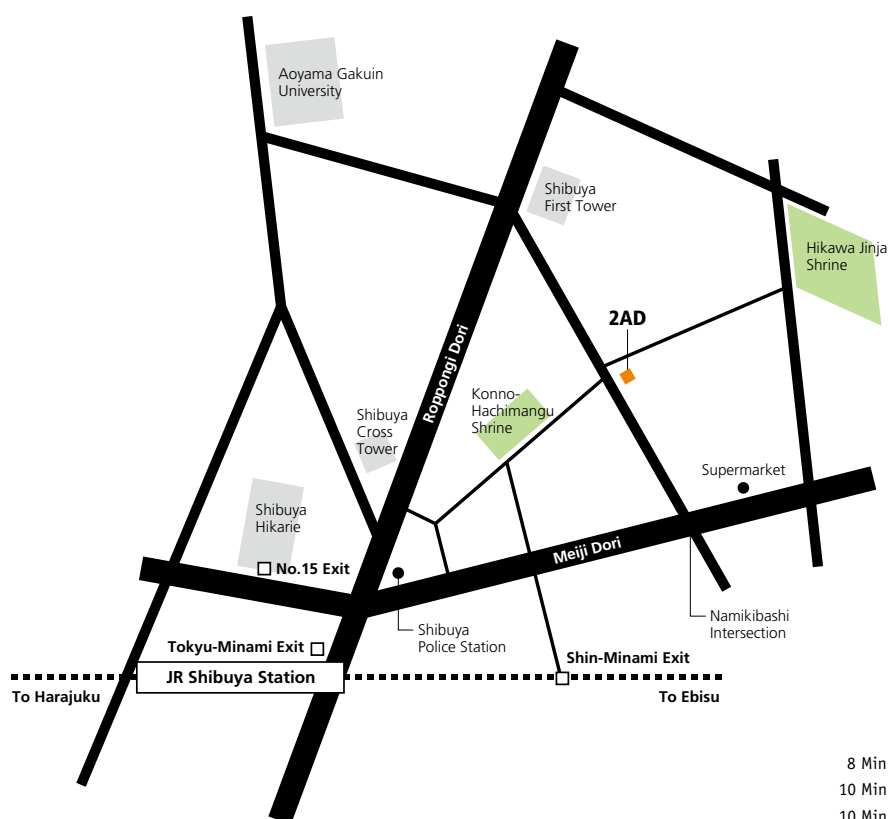 Aoyama Gakuin
University
Shibuya
First Tower
Hikawa Jinja
Shrine
2AD
Roppongi Dori
Konno-
Hachimangu
Shrine
Shibuya
Cross
Tower
Supermarket
Shibuya
Hikarie
Meiji Dori
No.15 Exit
Namikibashi
Intersection
Shibuya
Police Station
Tokyu-Minami Exit
Shin-Minami Exit
JR Shibuya Station
To Harajuku
To Ebisu
8 Min
10 Min
10 Min